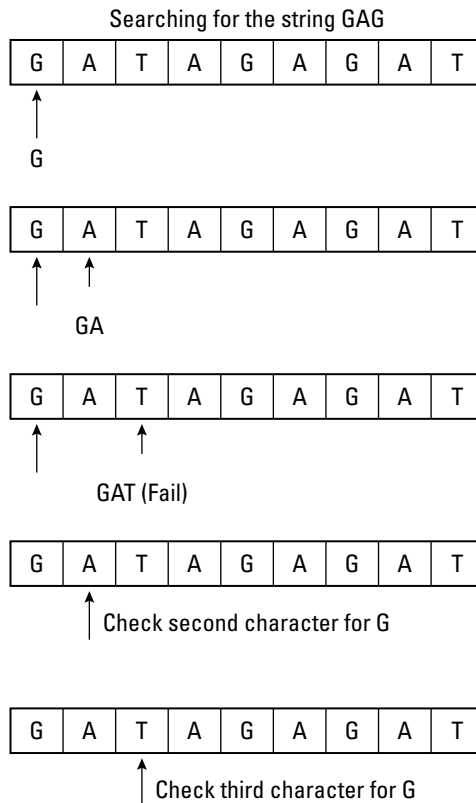 Searching for the string GAG
G A T A G A G A T
G
G A T A G A G A T
GA
G A T A G A G A T
GAT (Fail)
G A T A G A G A T
Check second character for G
G A T A G A G A T
Check third character for G